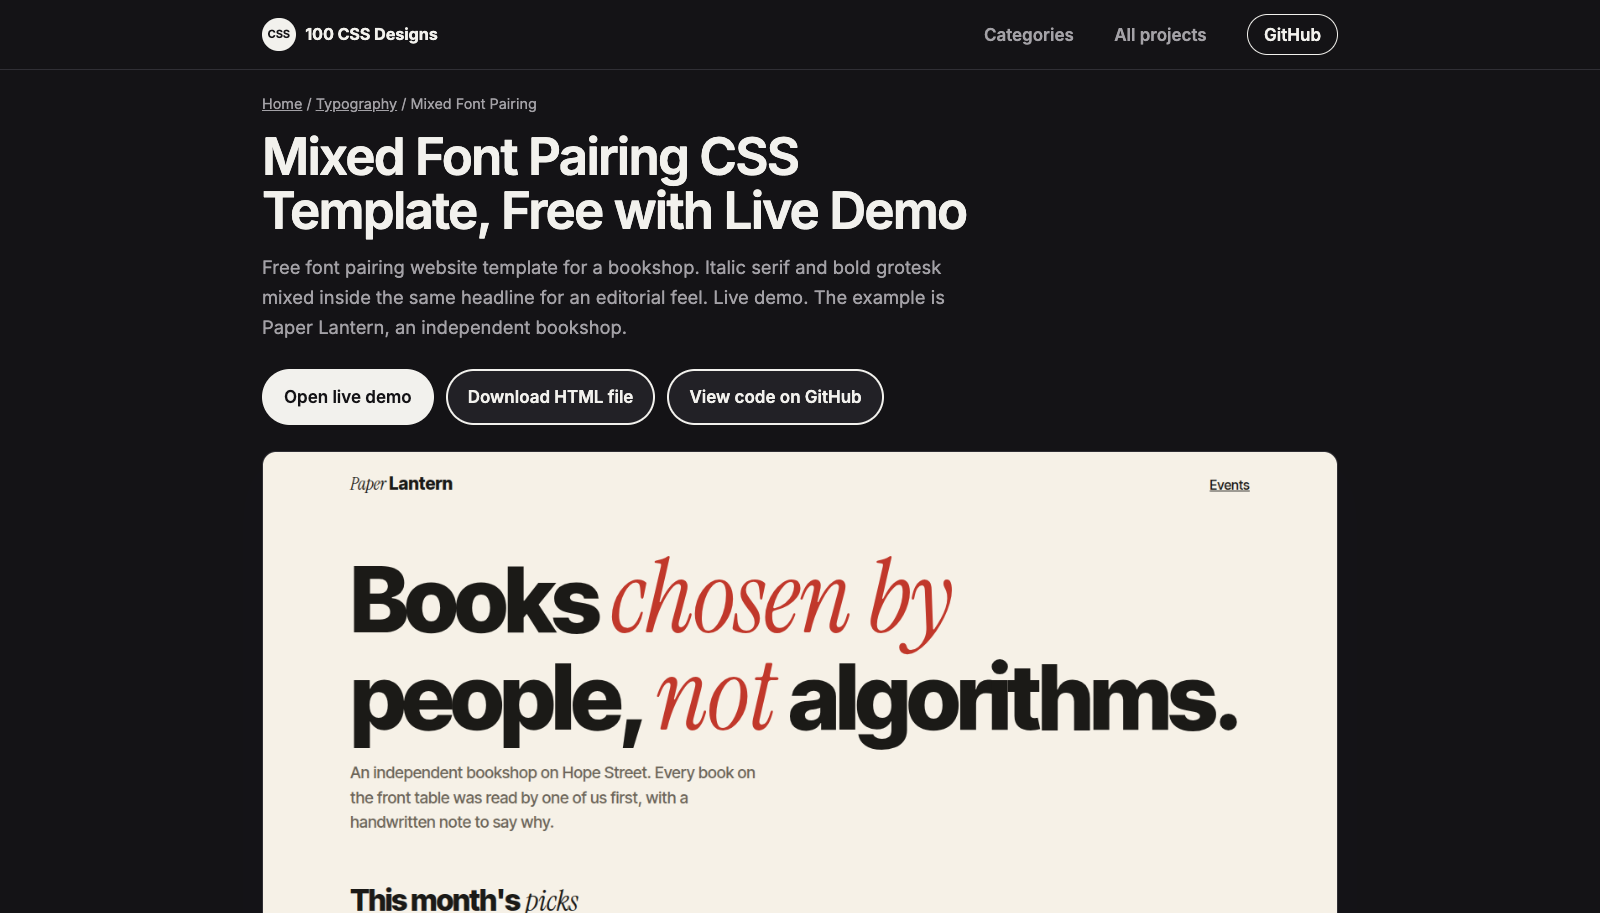 CSS 100 CSS Designs
Categories
All projects
GitHub
Home / Typography / Mixed Font Pairing
Mixed Font Pairing CSS
Template, Free with Live Demo
Free font pairing website template for a bookshop. Italic serif and bold grotesk
mixed inside the same headline for an editorial feel. Live demo. The example is
Paper Lantern, an independent bookshop.
Open live demo
Download HTML file
View code on GitHub
Paper Lantern
Events
Books chosen by
people, not algorithms.
An independent bookshop on Hope Street. Every book on
the front table was read by one of us first, with a
handwritten note to say why.
This month's picks